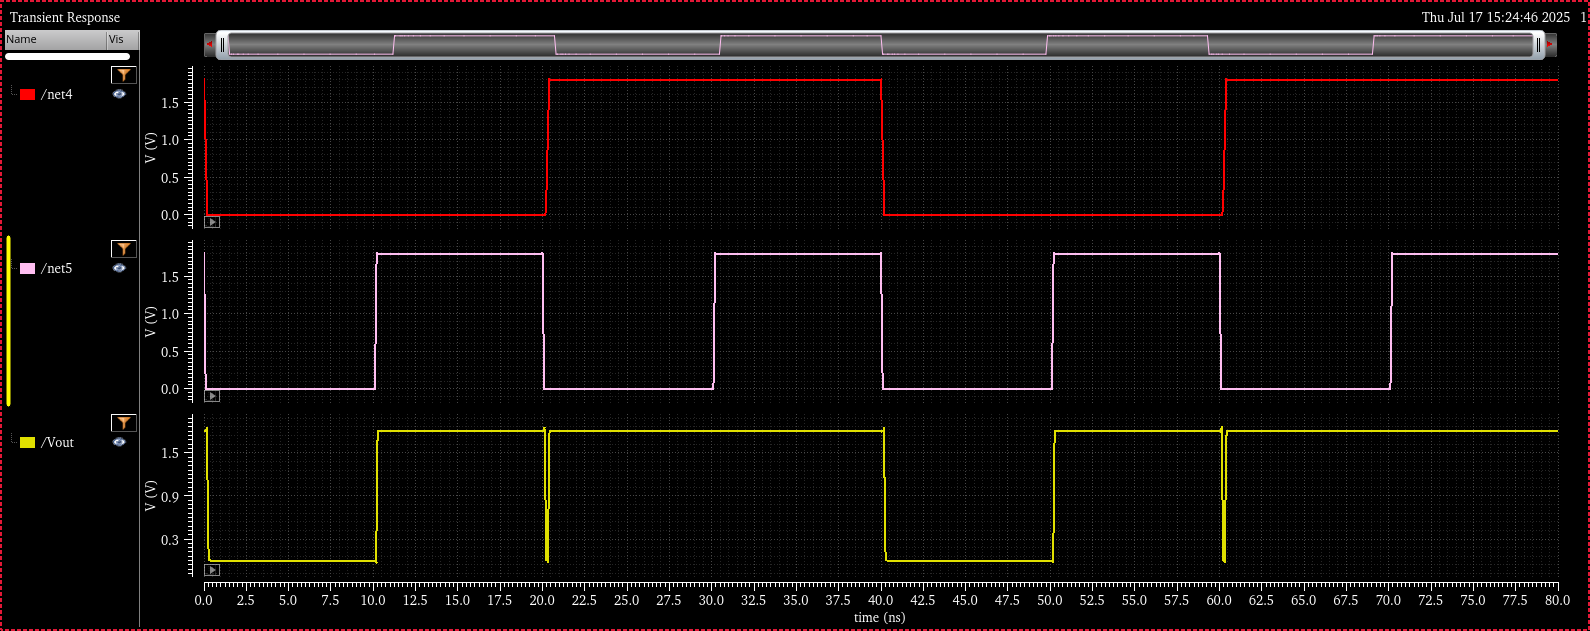 Transient Response
Thu Jul 17 15:24:46 2025 1
Name Vis
/net4
V (V)
1.5
1.0
0.5
0.0
/net5
V (V)
1.5
1.0
0.5
0.0
/Vout
V (V)
1.5
0.9
0.3
0.0 2.5 5.0 7.5 10.0 12.5 15.0 17.5 20.0 22.5 25.0 27.5 30.0 32.5 35.0 37.5 40.0 42.5 45.0 47.5 50.0 52.5 55.0 57.5 60.0 62.5 65.0 67.5 70.0 72.5 75.0 77.5 80.0
time (ns)